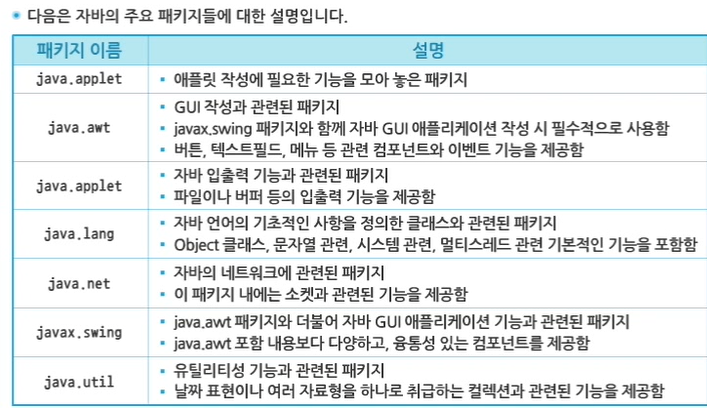 다음은 자바의 주요 패키지들에 대한 설명입니다.
패키지 이름 설명
java.applet 애플릿 작성에 필요한 기능을 모아 놓은 패키지
GUI 작성과 관련된 패키지
java.awt javax.swing 패키지와 함께 자바 GUI 애플리케이션 작성 시 필수적으로 사용함
버튼, 텍스트필드, 메뉴 등 관련 컴포넌트와 이벤트 기능을 제공함
java.applet 자바 입출력 기능과 관련된 패키지
파일이나 버퍼 등의 입출력 기능을 제공함
java.lang 자바 언어의 기초적인 사항을 정의한 클래스와 관련된 패키지
Object 클래스, 문자열 관련, 시스템 관련, 멀티스레드 관련 기본적인 기능을 포함함
java.net 자바의 네트워크에 관련된 패키지
이 패키지 내에는 소켓과 관련된 기능을 제공함
javax.swing java.awt 패키지와 더불어 자바 GUI 애플리케이션 기능과 관련된 패키지
java.awt 포함 내용보다 다양하고, 융통성 있는 컴포넌트를 제공함
java.util 유틸리티성 기능과 관련된 패키지
날짜 표현이나 여러 자료형을 하나로 취급하는 컬렉션과 관련된 기능을 제공함